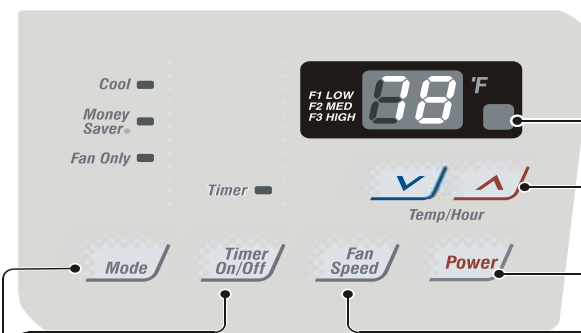 Cool
Money
Saver®
Fan Only
Timer
F1 LOW
F2 MED
F3 HIGH
78
°F
Temp/Hour
Mode
Timer
On/Off
Fan
Speed
Power